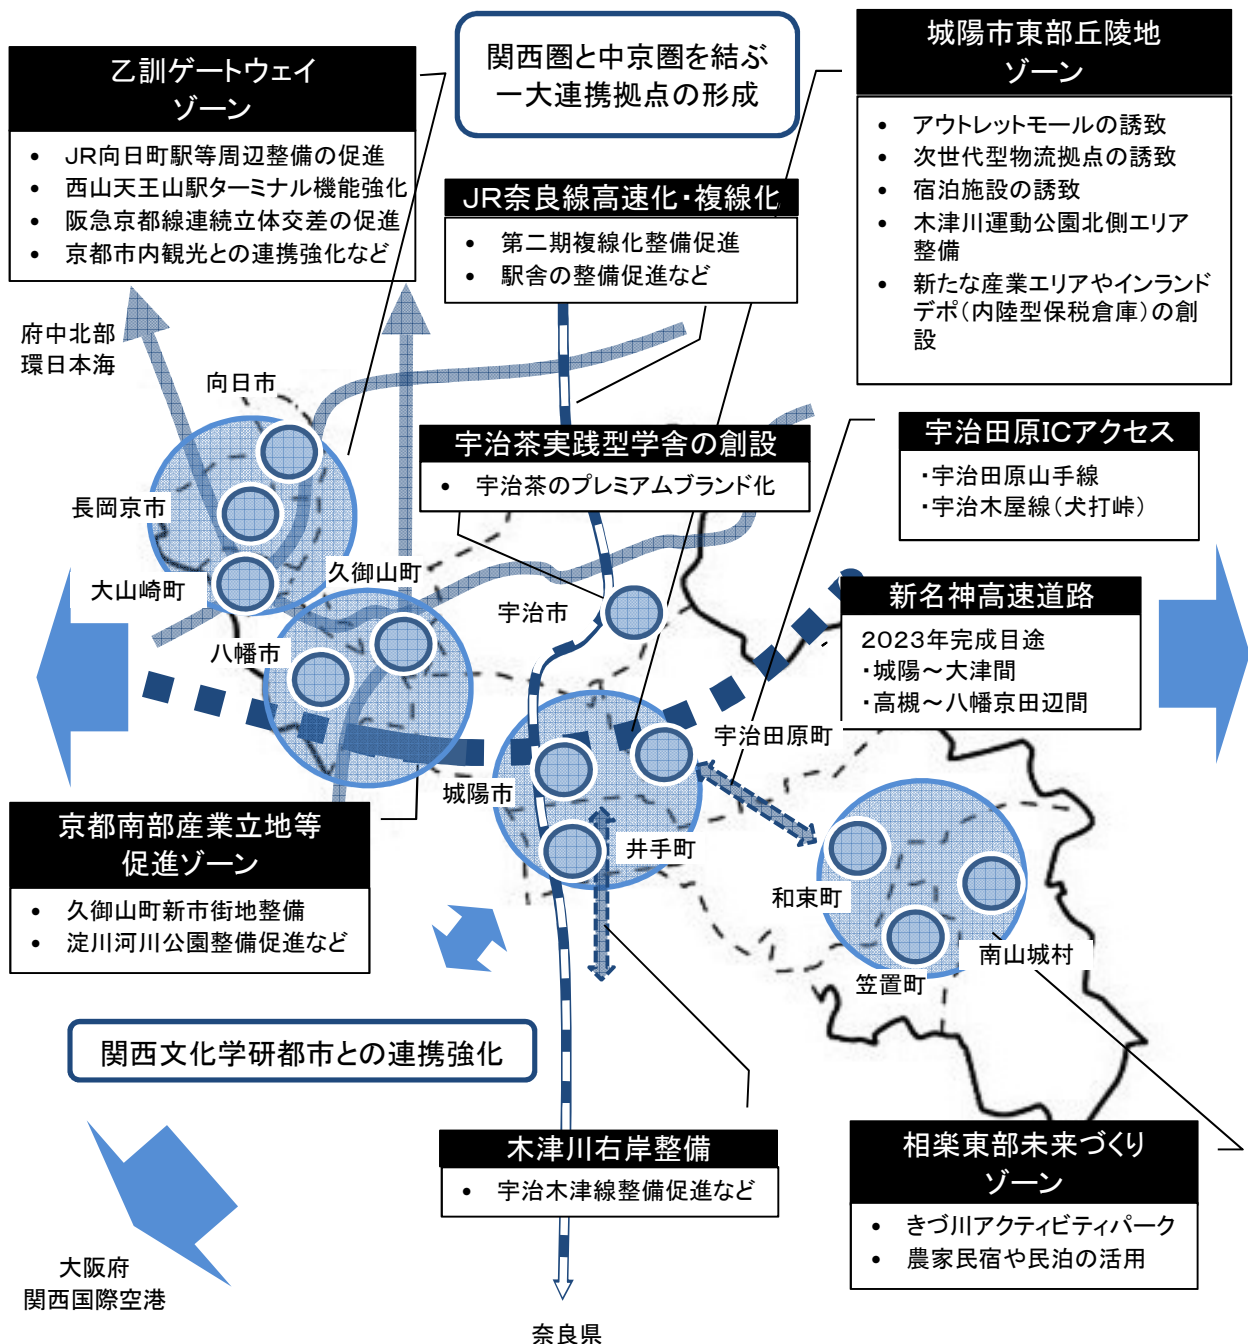 関西圏と中京圏を結ぶ
一大連携拠点の形成
乙訓ゲートウェイ
ゾーン
• JR向日町駅等周辺整備の促進
• 西山天王山駅ターミナル機能強化
• 阪急京都線連続立体交差の促進
• 京都市内観光との連携強化など
城陽市東部丘陵地
ゾーン
• アウトレットモールの誘致
• 次世代型物流拠点の誘致
• 宿泊施設の誘致
• 木津川運動公園北側エリア
整備
• 新たな産業エリアやインランド
デポ(内陸型保税倉庫)の創
設
JR奈良線高速化・複線化
• 第二期複線化整備促進
• 駅舎の整備促進など
府中北部
環日本海
向日市
長岡京市
大山崎町
宇治茶実践型学舎の創設
• 宇治茶のプレミアムブランド化
宇治田原ICアクセス
・宇治田原山手線
・宇治木屋線(犬打峠)
久御山町
八幡市
宇治市
新名神高速道路
2023年完成目途
・城陽～大津間
・高槻～八幡京田辺間
宇治田原町
城陽市
井手町
京都南部産業立地等
促進ゾーン
• 久御山町新市街地整備
• 淀川河川公園整備促進など
和束町
笠置町
南山城村
関西文化学研都市との連携強化
木津川右岸整備
• 宇治木津線整備促進など
相楽東部未来づくり
ゾーン
• きづ川アクティビティパーク
• 農家民宿や民泊の活用
大阪府
関西国際空港
奈良県